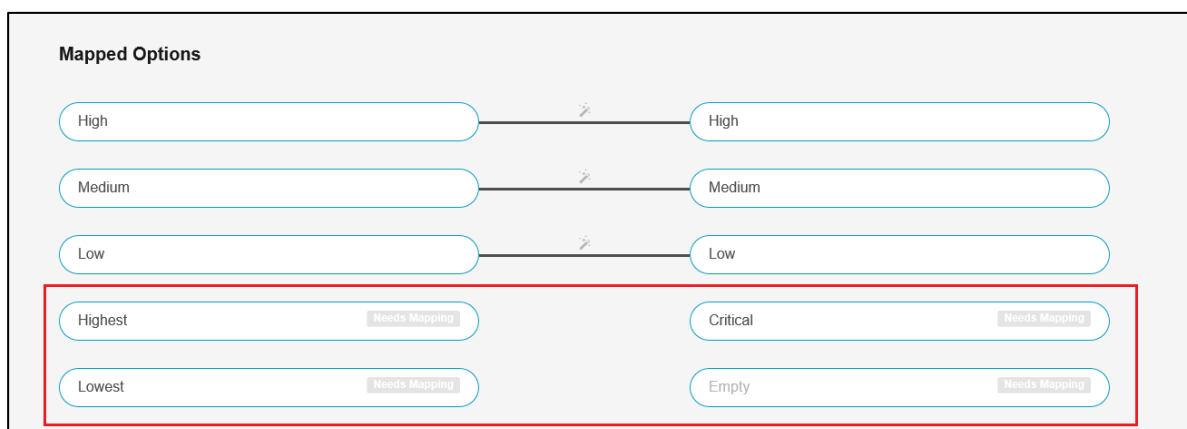 Mapped Options
High High
Medium Medium
Low Low
Highest Needs Mapping Critical Needs Mapping
Lowest Needs Mapping Empty Needs Mapping